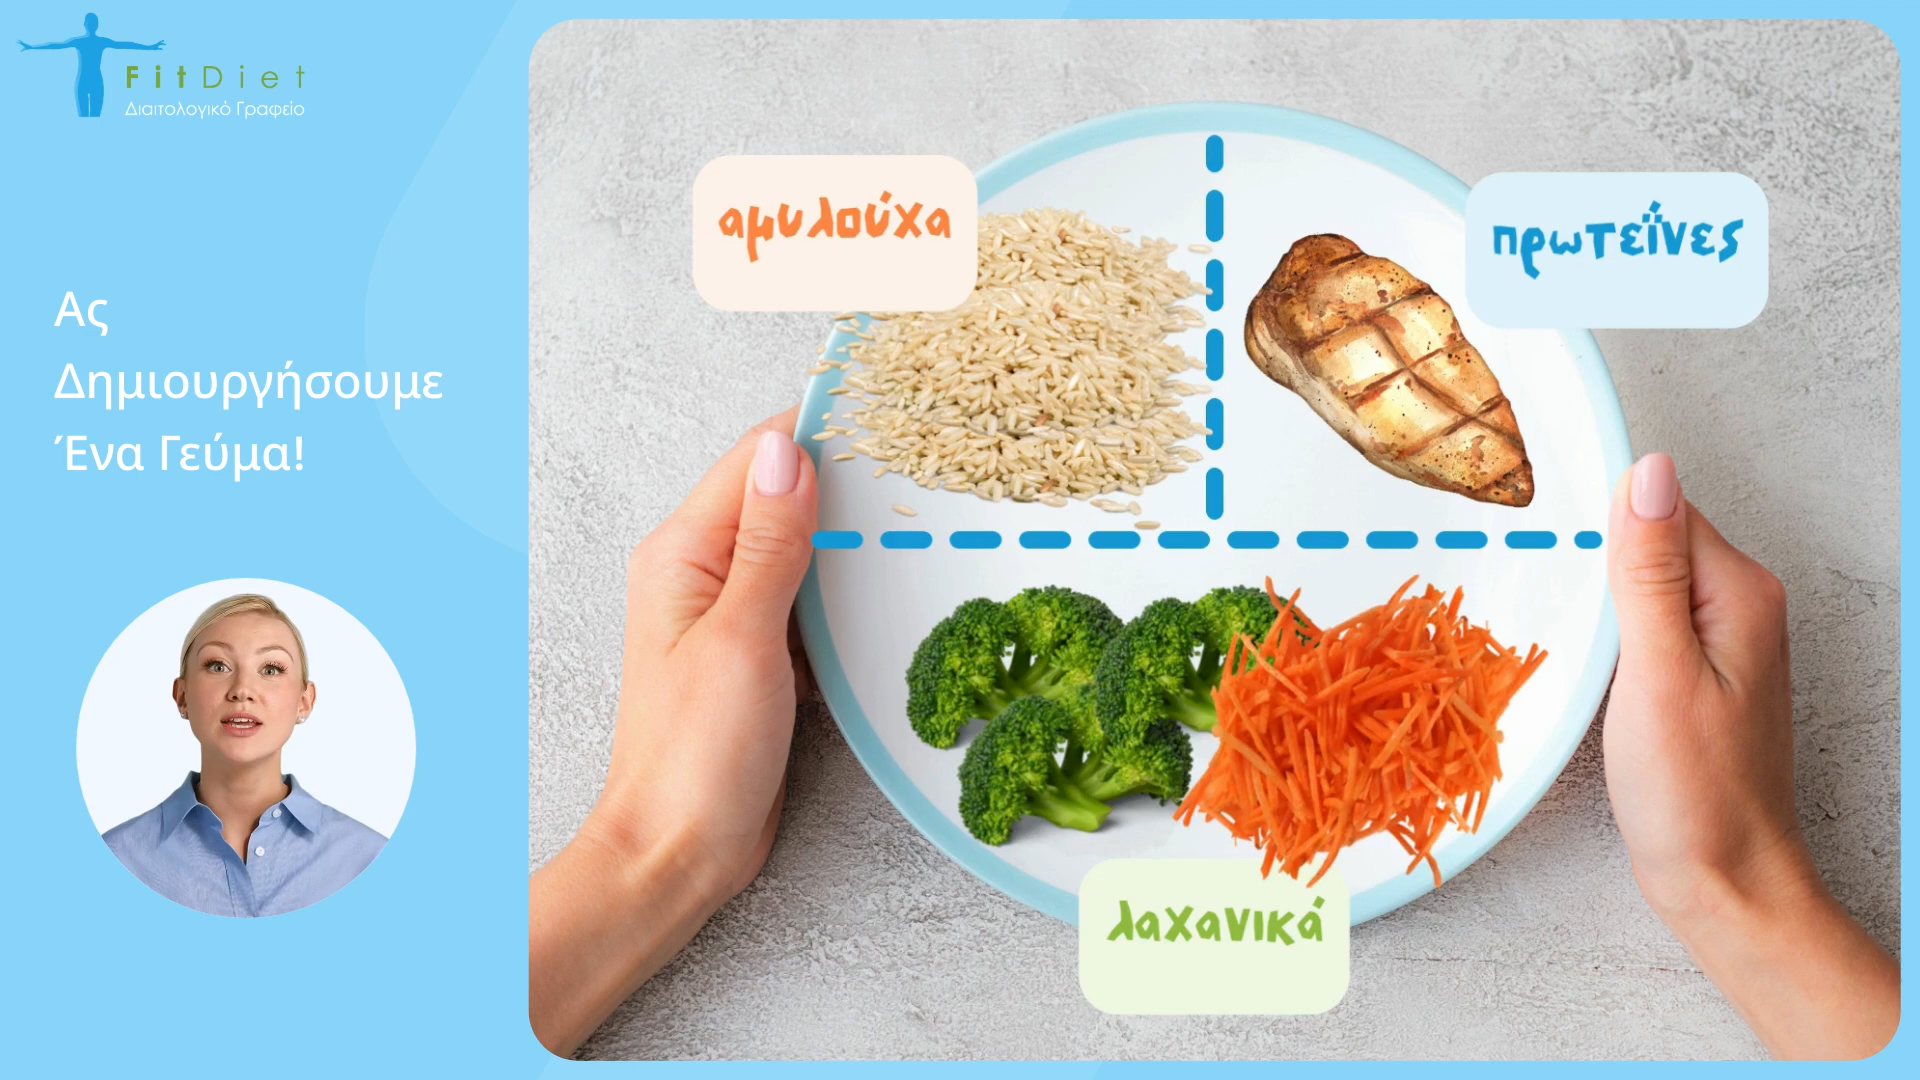 FitDiet
Διαιτολογικό Γραφείο
Ας
Δημιουργήσουμε
Ένα Γεύμα!
αμυλούχα
πρωτεΐνες
λαχανικά